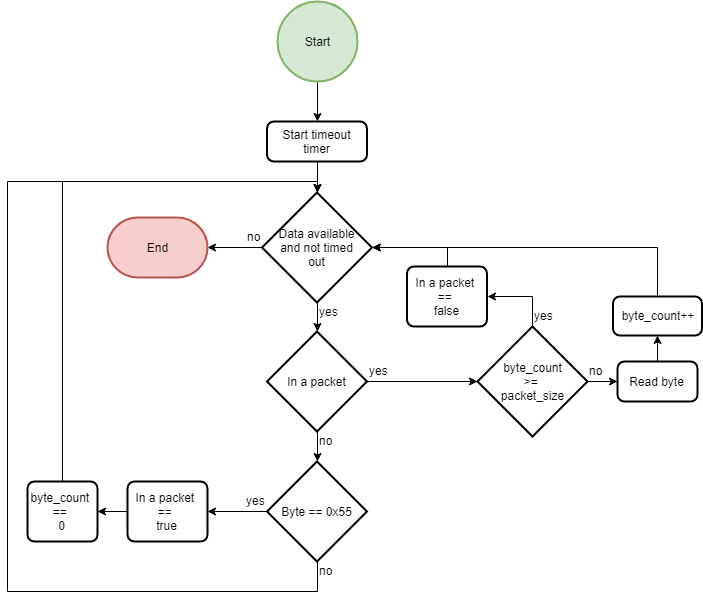 Start
Start timeout
timer
Data available
and not timed
out
no
End
yes
In a packet
==
false
yes
byte_count++
In a packet
yes
byte_count
>=
packet_size
no
Read byte
no
byte_count
==
0
In a packet
==
true
yes
Byte == 0x55
no